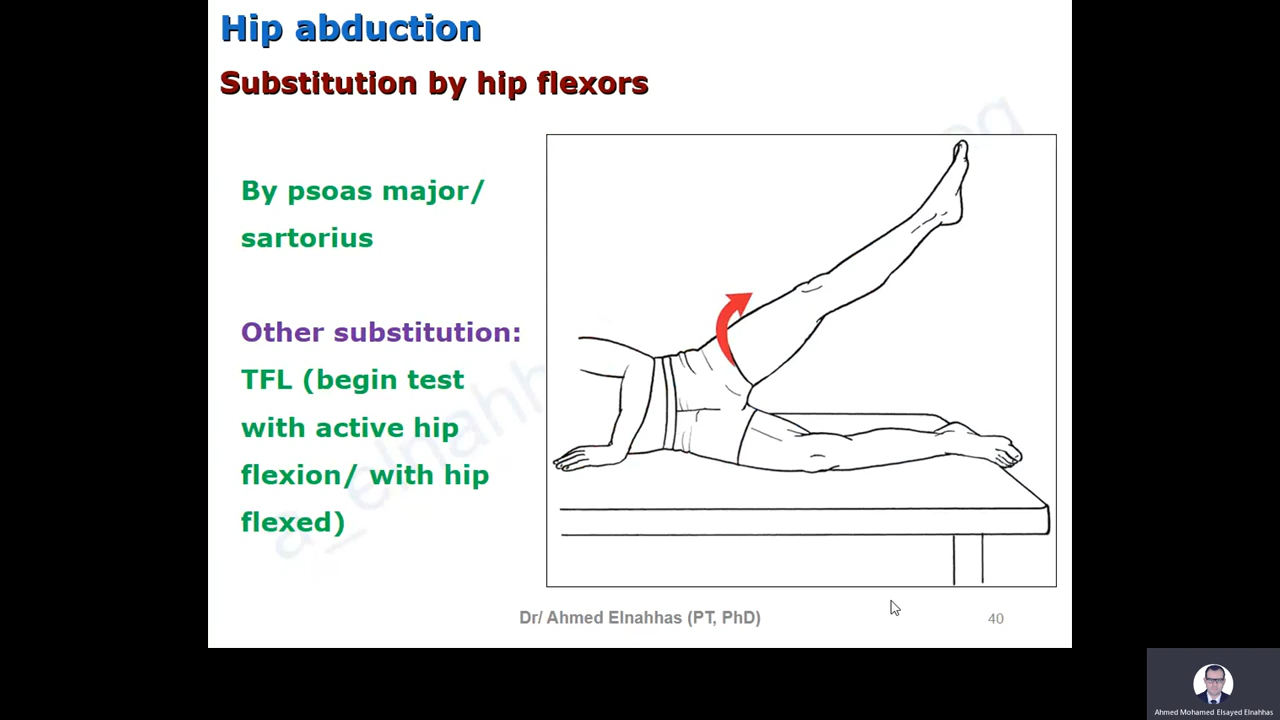 Hip abduction
Substitution by hip flexors
By psoas major/
sartorius
Other substitution:
TFL (begin test
with active hip
flexion/ with hip
flexed)
Dr/ Ahmed Elnahhas (PT, PhD)
40
Ahmed Mohamed Elsayed Elnahhas